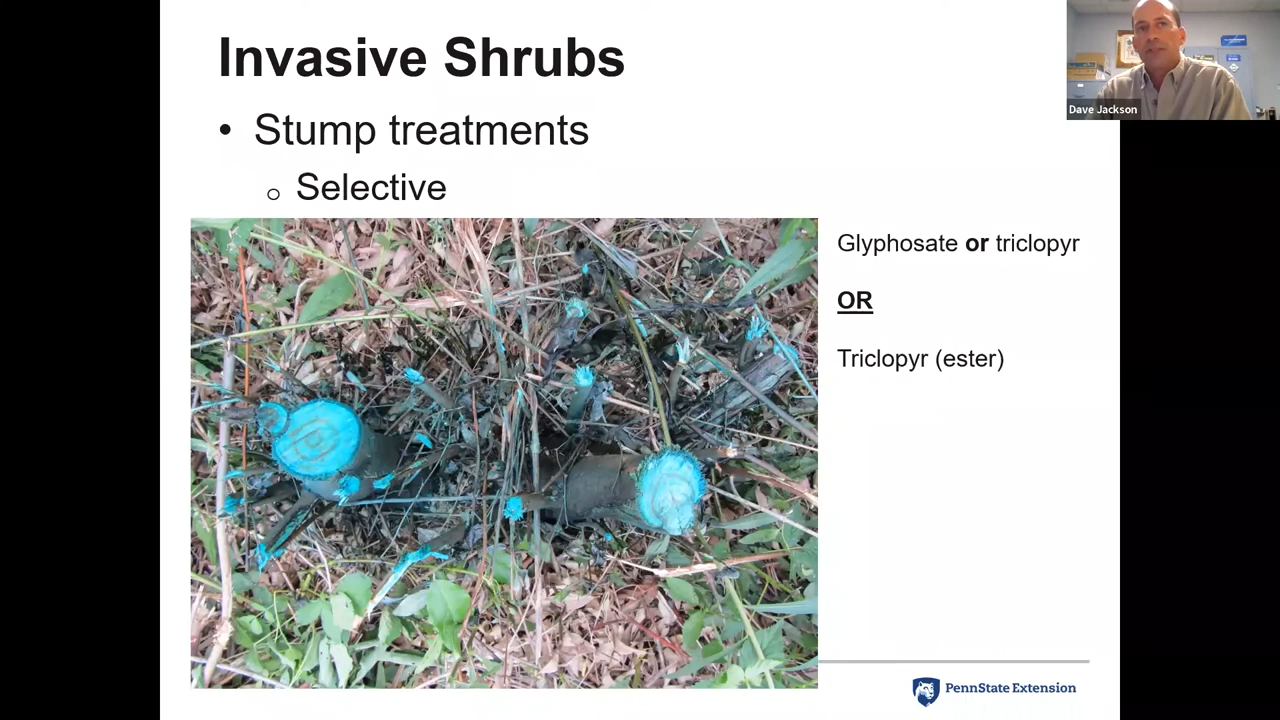 Invasive Shrubs
• Stump treatments
o Selective
Glyphosate or triclopyr
OR
Triclopyr (ester)
PennState Extension
Dave Jackson